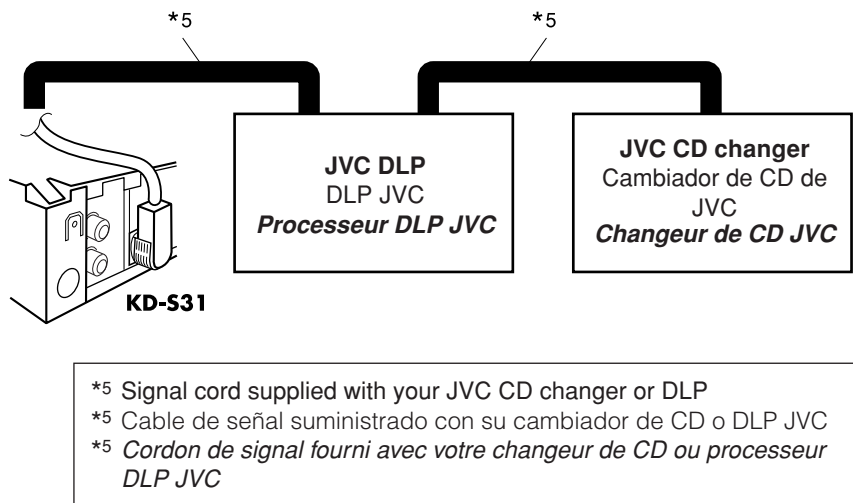 *5
*5
JVC DLP
DLP JVC
Processeur DLP JVC
JVC CD changer
Cambiador de CD de
JVC
Changeur de CD JVC
KD-S31
*5 Signal cord supplied with your JVC CD changer or DLP
*5 Cable de señal suministrado con su cambiador de CD o DLP JVC
*5 Cordon de signal fourni avec votre changeur de CD ou processeur
DLP JVC